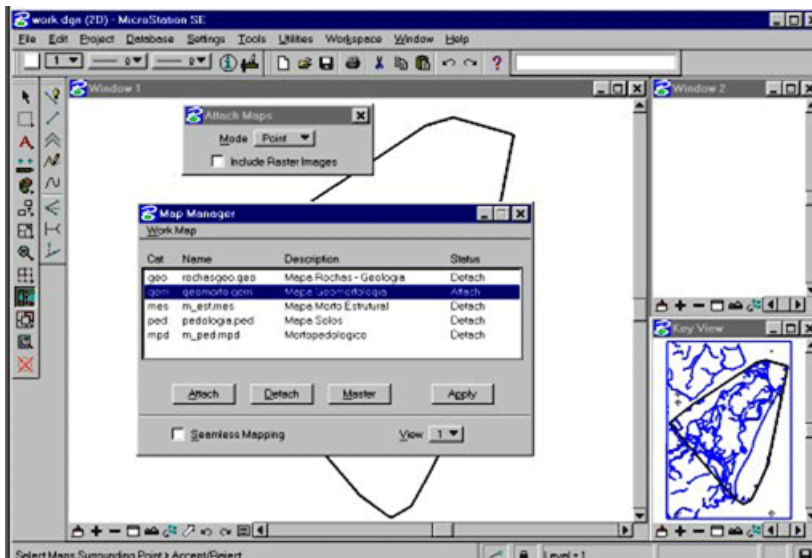 work.dgn (2D) - MicroStation SE
File Edit Project Database Settings Tools Utilities Workspace Window Help
1 0 0
Window 1
Window 2
Attach Maps
Mode Point
Include Raster Images
Map Manager
Work Map
Cat Name Description Status
geo rochasgeo.geo Mapa Rochas - Geologia Detach
gom geomorfo.gom Mapa Geomorfologia Attach
mes m_est.mes Mapa Morfo Estrutural Detach
ped pedologia.ped Mapa Solos Detach
mpd m_ped.mpd Morfopedologico Detach
Attach Detach Master Apply
Seamless Mapping View 1
Key View
Select Maps Surrounding Point > Accept/Reject
Level=1